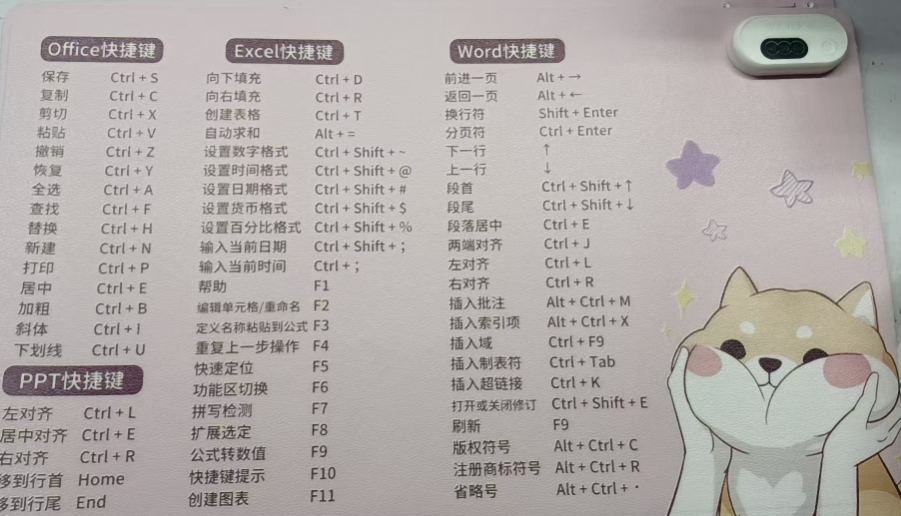 Office快捷键
保存 Ctrl + S
复制 Ctrl + C
剪切 Ctrl + X
粘贴 Ctrl + V
撤销 Ctrl + Z
恢复 Ctrl + Y
全选 Ctrl + A
查找 Ctrl + F
替换 Ctrl + H
新建 Ctrl + N
打印 Ctrl + P
居中 Ctrl + E
加粗 Ctrl + B
斜体 Ctrl + I
下划线 Ctrl + U
PPT快捷键
左对齐 Ctrl + L
居中对齐 Ctrl + E
右对齐 Ctrl + R
移到行首 Home
移到行尾 End
Excel快捷键
向下填充 Ctrl + D
向右填充 Ctrl + R
创建表格 Ctrl + T
自动求和 Alt + =
设置数字格式 Ctrl + Shift + ~
设置时间格式 Ctrl + Shift + @
设置日期格式 Ctrl + Shift + #
设置货币格式 Ctrl + Shift + $
设置百分比格式 Ctrl + Shift + %
输入当前日期 Ctrl + Shift + ;
输入当前时间 Ctrl + ;
帮助 F1
编辑单元格/重命名 F2
定义名称粘贴到公式 F3
重复上一步操作 F4
快速定位 F5
功能区切换 F6
拼写检测 F7
扩展选定 F8
公式转数值 F9
快捷键提示 F10
创建图表 F11
Word快捷键
前进一页 Alt + →
返回一页 Alt + ←
换行符 Shift + Enter
分页符 Ctrl + Enter
下一行 ↑
上一行 ↓
段首 Ctrl + Shift + ↑
段尾 Ctrl + Shift + ↓
段落居中 Ctrl + E
两端对齐 Ctrl + J
左对齐 Ctrl + L
右对齐 Ctrl + R
插入批注 Alt + Ctrl + M
插入索引项 Alt + Ctrl + X
插入域 Ctrl + F9
插入制表符 Ctrl + Tab
插入超链接 Ctrl + K
打开或关闭修订 Ctrl + Shift + E
刷新 F9
版权符号 Alt + Ctrl + C
注册商标符号 Alt + Ctrl + R
省略号 Alt + Ctrl + ·